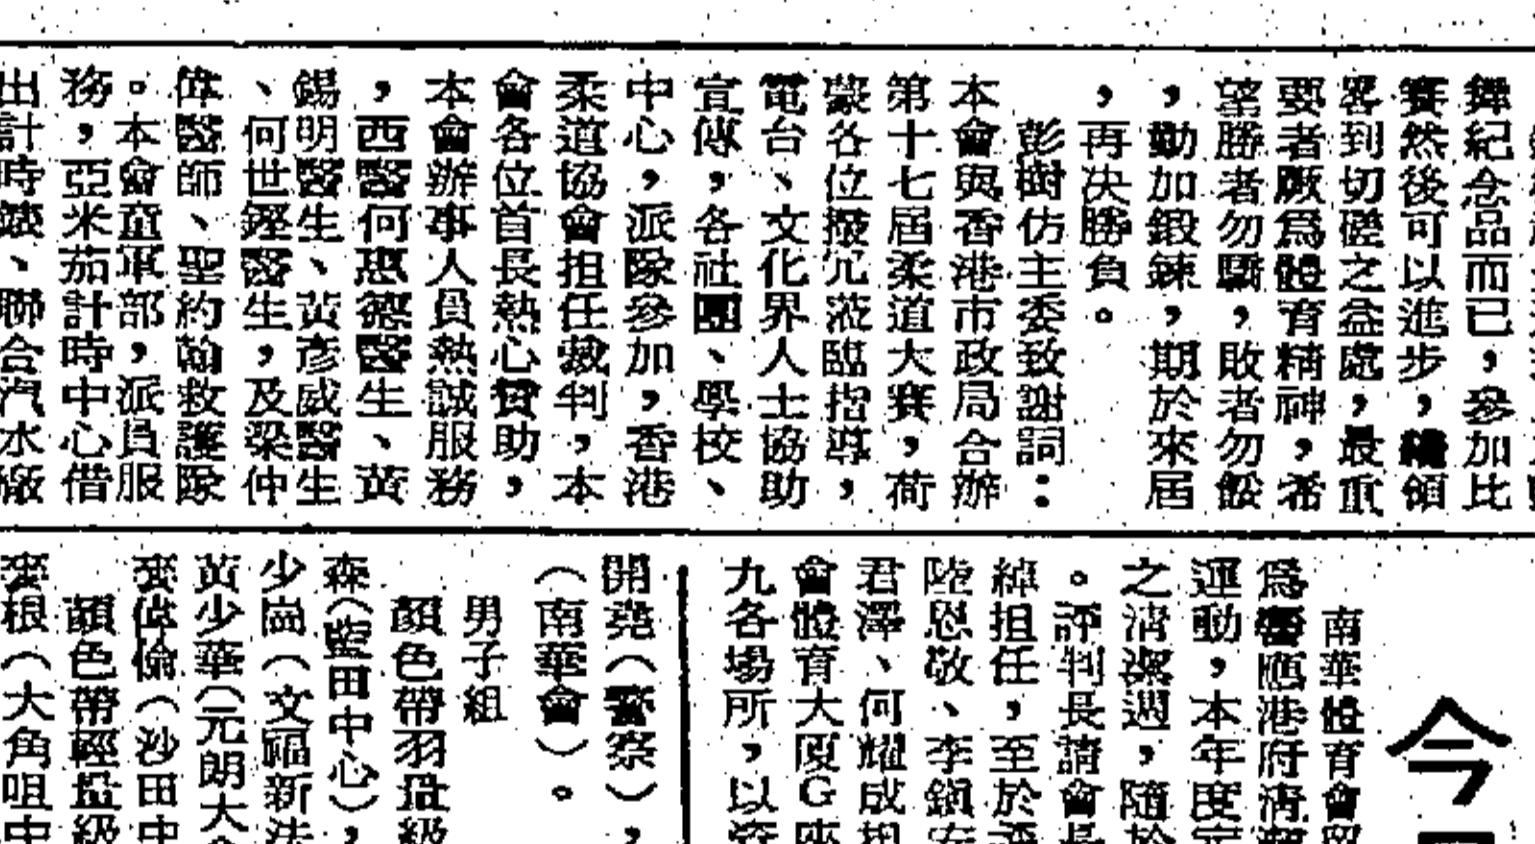 舞紀念品而已，參加比
賽然後可以進步，纔領
畧到切磋之益處，最重
要者厥爲體育精神，希
望勝者勿驕，敗者勿餒
，勤加鍛鍊，期於來屆
，再決勝負。
彭樹仿主委致謝詞：
本會與香港市政局合辦
第十七屆柔道大賽，荷
蒙各位撥冗蒞臨指導，
電台、文化界人士協助
宣傳，各社團、學校、
中心，派隊參加，香港
柔道協會担任裁判，本
會各位首長熱心贊助，
本會辦事人員熱誠服務
，西醫何惠德醫生、黃
錫明醫生、黃彥威醫生
、何世鏗醫生，及梁仲
偉醫師、聖約翰救護隊
。本會童軍部，派員服
務，亞米茄計時中心借
出計時錶、聯合汽水廠
今
南華體育會
爲響應港府清
運動，本年度
之清潔週，隨於
。評判長請會長
綽担任，至於
陸恩敬、李鎭
君澤、何耀成
會體育大厦G座
九各場所，以
開堯（警察），
（南華會）。
男子組
顏色帶羽量級
森（藍田中心），
少崗（文福新法
黃少華（元朗大
麥偉倫（沙田中
顏色帶輕量級
麥根（大角咀中